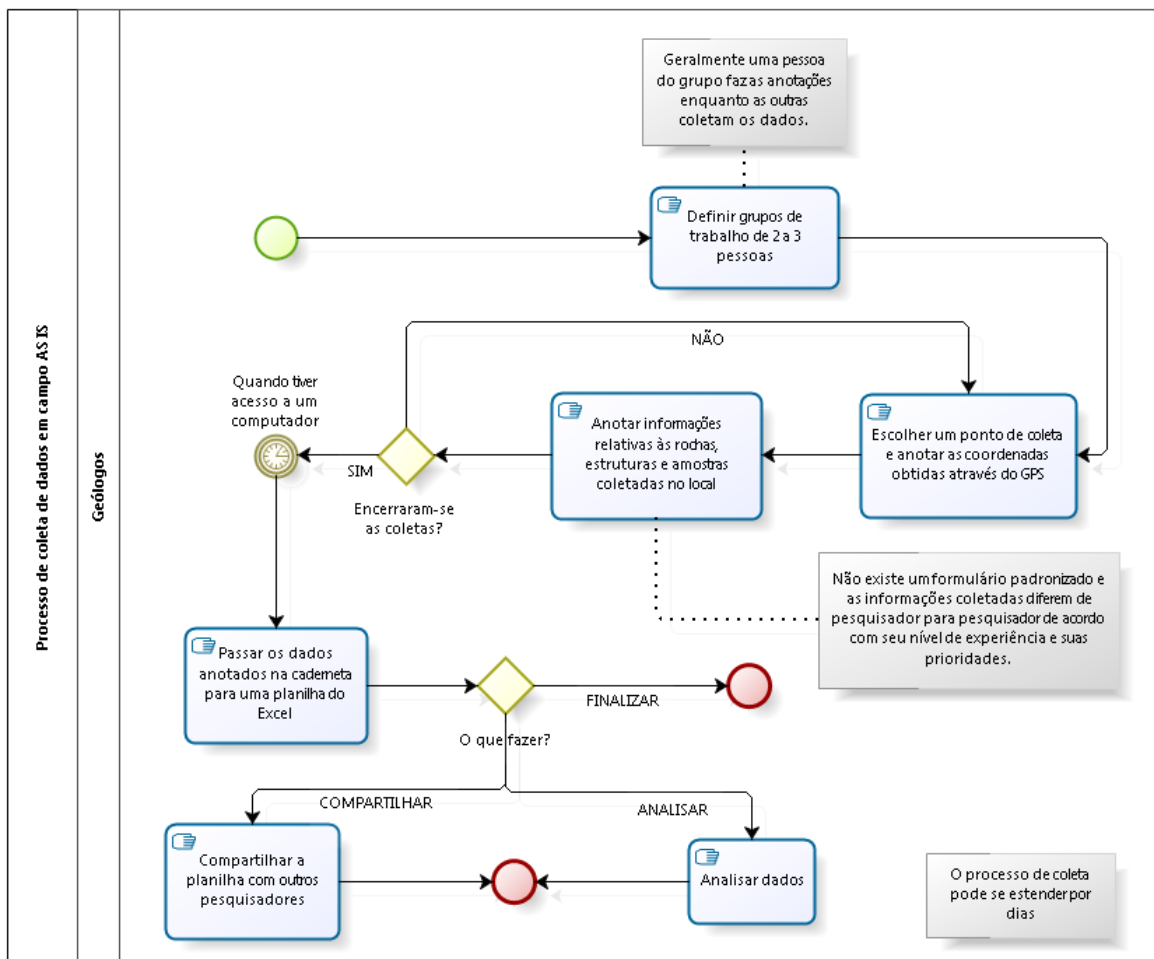 Processo de coleta de dados em campo AS IS
Geólogos
Geralmente uma pessoa
do grupo fazas anotações
enquanto as outras
coletam os dados.
Definir grupos de
trabalho de 2 a 3
pessoas
NÃO
Quando tiver
acesso a um
computador
SIM
Encerraram-se
as coletas?
Anotar informações
relativas às rochas,
estruturas e amostras
coletadas no local
Escolher um ponto de coleta
e anotar as coordenadas
obtidas através do GPS
Não existe um formulário padronizado e
as informações coletadas diferem de
pesquisador para pesquisador de acordo
com seu nível de experiência e suas
prioridades.
Passar os dados
anotados na caderneta
para uma planilha do
Excel
O que fazer?
FINALIZAR
COMPARTILHAR
ANALISAR
Compartilhar a
planilha com outros
pesquisadores
Analisar dados
O processo de coleta
pode se estender por
dias